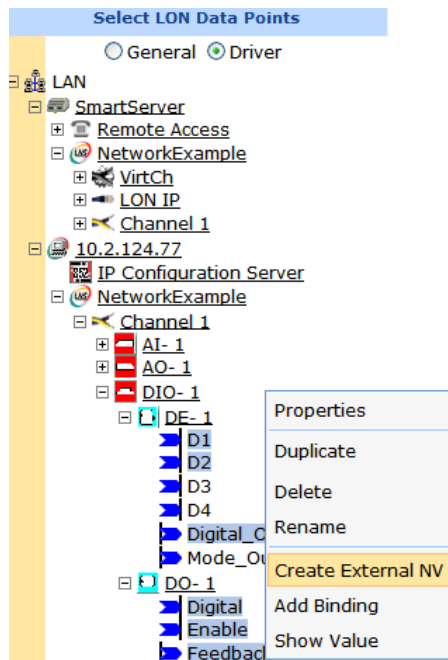 Select LON Data Points
General Driver
LAN
SmartServer
Remote Access
NetworkExample
VirtCh
LON IP
Channel 1
10.2.124.77
IP Configuration Server
NetworkExample
Channel 1
AI- 1
AO- 1
DIO- 1
DE- 1
D1
D2
D3
D4
Digital_O
Mode_Ou
DO- 1
Digital
Enable
Feedback
Properties
Duplicate
Delete
Rename
Create External NV
Add Binding
Show Value